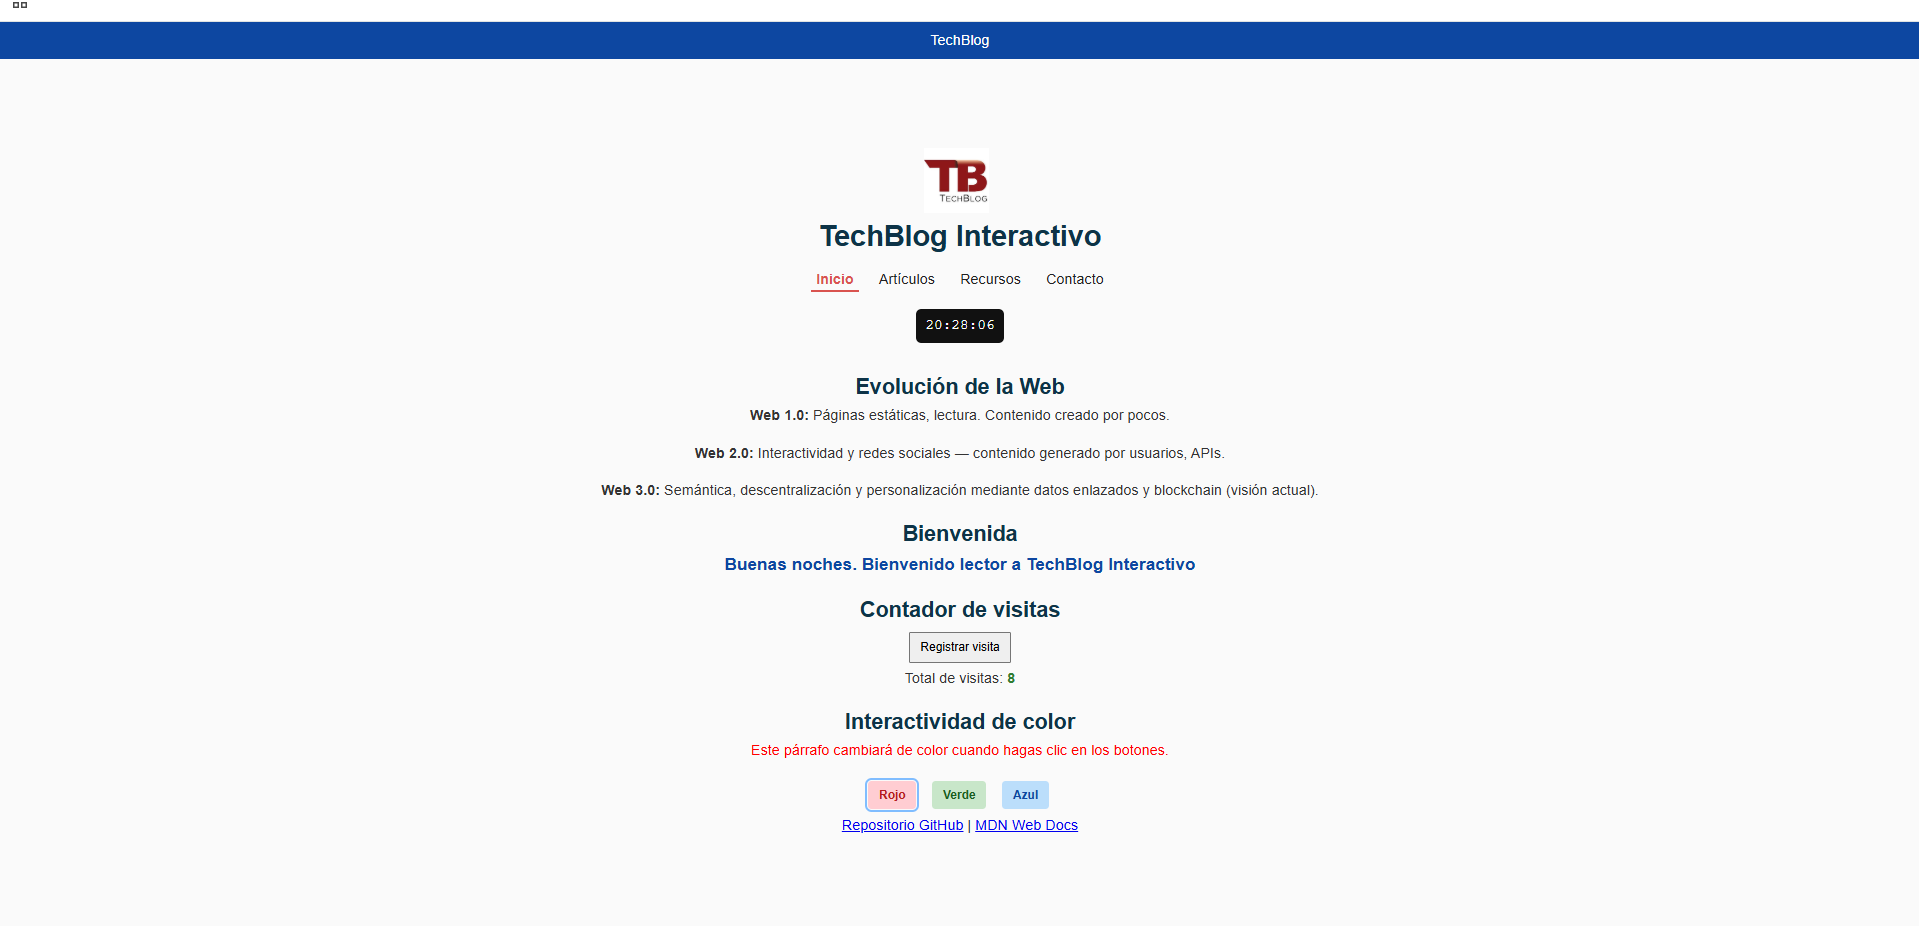 TechBlog
TB
TECHBLOG
TechBlog Interactivo
Inicio Artículos Recursos Contacto
20:28:06
Evolución de la Web
Web 1.0: Páginas estáticas, lectura. Contenido creado por pocos.
Web 2.0: Interactividad y redes sociales — contenido generado por usuarios, APIs.
Web 3.0: Semántica, descentralización y personalización mediante datos enlazados y blockchain (visión actual).
Bienvenida
Buenas noches. Bienvenido lector a TechBlog Interactivo
Contador de visitas
Registrar visita
Total de visitas: 8
Interactividad de color
Este párrafo cambiará de color cuando hagas clic en los botones.
Rojo Verde Azul
Repositorio GitHub | MDN Web Docs